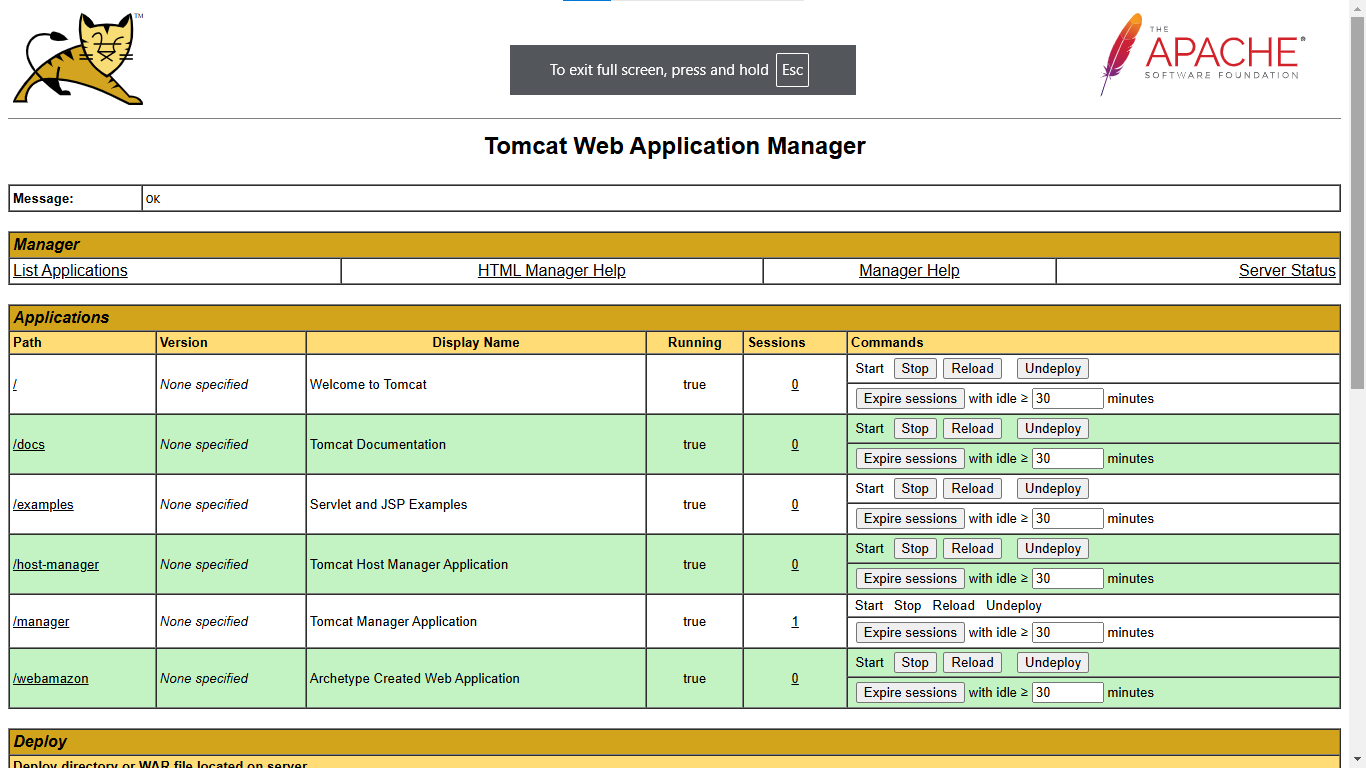 TM
To exit full screen, press and hold Esc
THE
APACHE®
SOFTWARE FOUNDATION
Tomcat Web Application Manager
Message: OK
Manager
List Applications HTML Manager Help Manager Help Server Status
Applications
Path Version Display Name Running Sessions Commands
/ None specified Welcome to Tomcat true 0 Start Stop Reload Undeploy
Expire sessions with idle ≥ 30 minutes
/docs None specified Tomcat Documentation true 0 Start Stop Reload Undeploy
Expire sessions with idle ≥ 30 minutes
/examples None specified Servlet and JSP Examples true 0 Start Stop Reload Undeploy
Expire sessions with idle ≥ 30 minutes
/host-manager None specified Tomcat Host Manager Application true 0 Start Stop Reload Undeploy
Expire sessions with idle ≥ 30 minutes
/manager None specified Tomcat Manager Application true 1 Start Stop Reload Undeploy
Expire sessions with idle ≥ 30 minutes
/webamazon None specified Archetype Created Web Application true 0 Start Stop Reload Undeploy
Expire sessions with idle ≥ 30 minutes
Deploy
Deploy directory or WAR file located on server